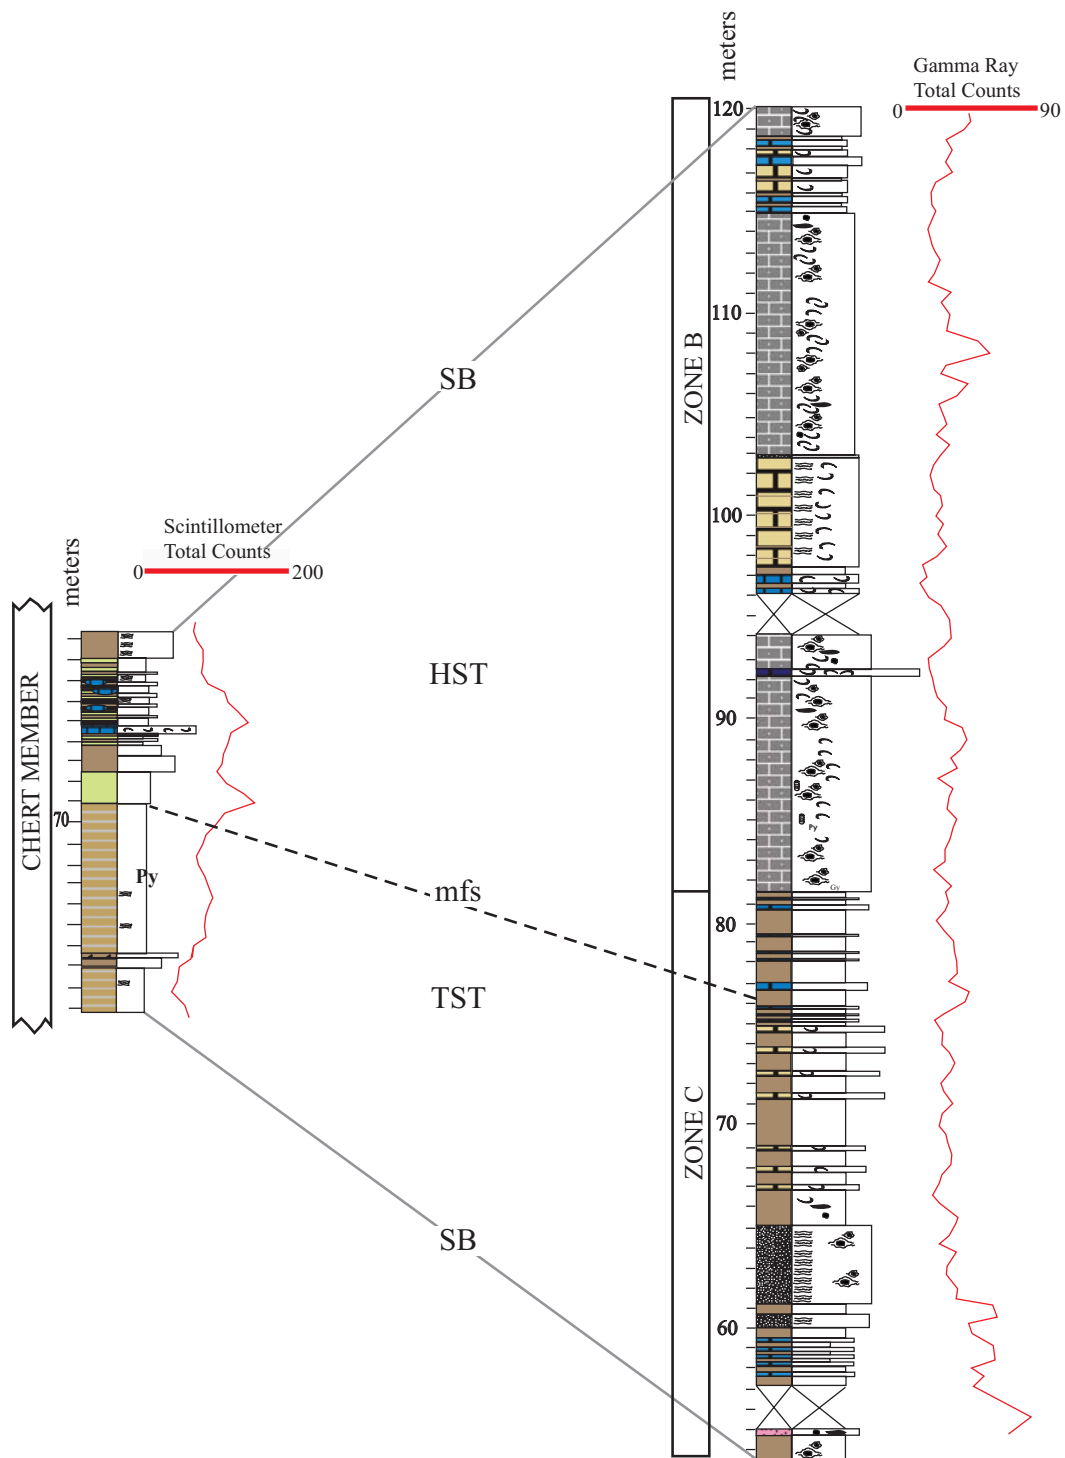 meters
Gamma Ray
Total Counts
0 90
120
SB
110
ZONE B
100
Scintillometer
Total Counts
meters
0 200
HST
90
CHERT MEMBER
70
Py
Py
Gy
mfs
80
TST
ZONE C
70
SB
60